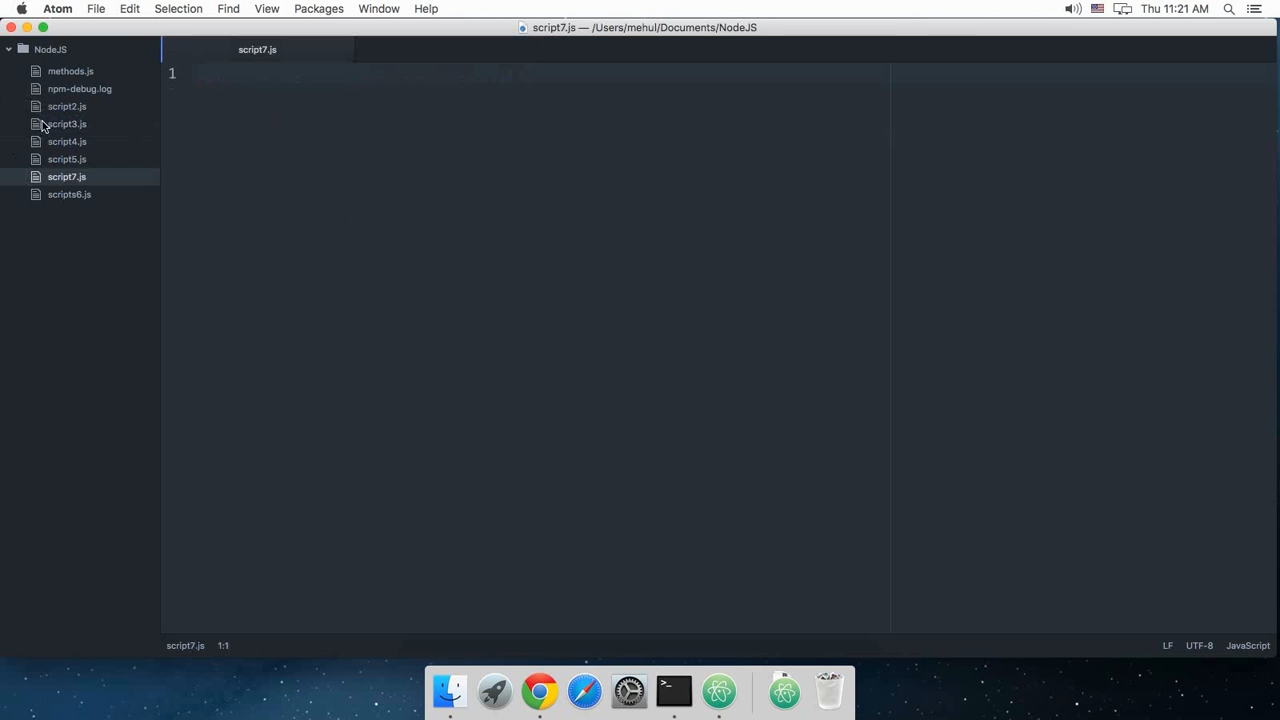 Atom File Edit Selection Find View Packages Window Help Thu 11:21 AM
script7.js — /Users/mehul/Documents/NodeJS
NodeJS
methods.js
npm-debug.log
script2.js
script3.js
script4.js
script5.js
script7.js
scripts6.js
script7.js
1
script7.js 1:1 LF UTF-8 JavaScript
>_